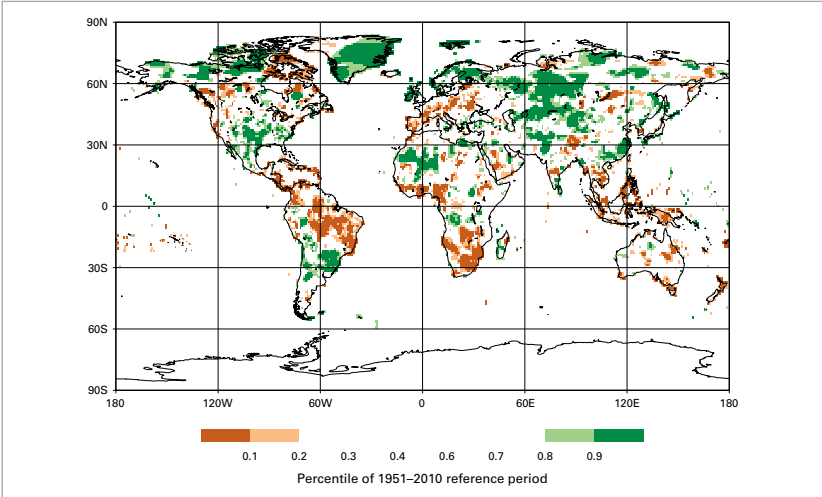 90N
60N
30N
0
30S
60S
90S
180 120W 60W 0 60E 120E 180
0.1 0.2 0.3 0.4 0.6 0.7 0.8 0.9
Percentile of 1951–2010 reference period